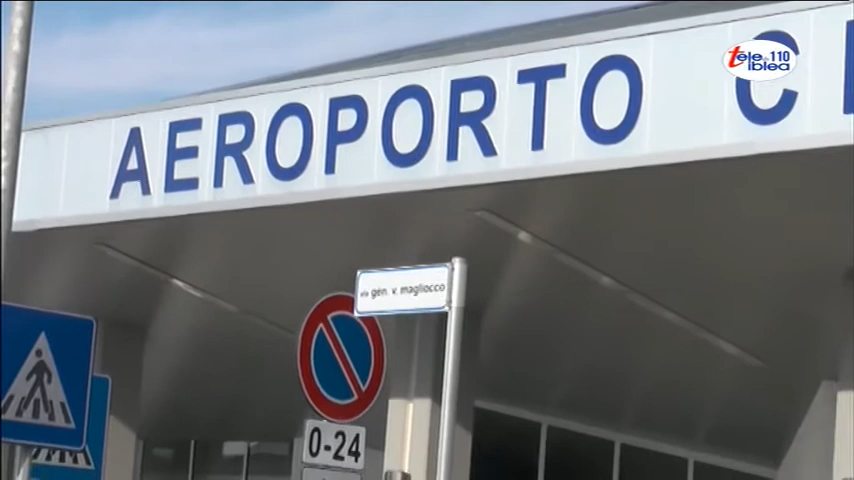 AEROPORTO C
Tele 110
iblea
via gen. v. magliocco
0-24